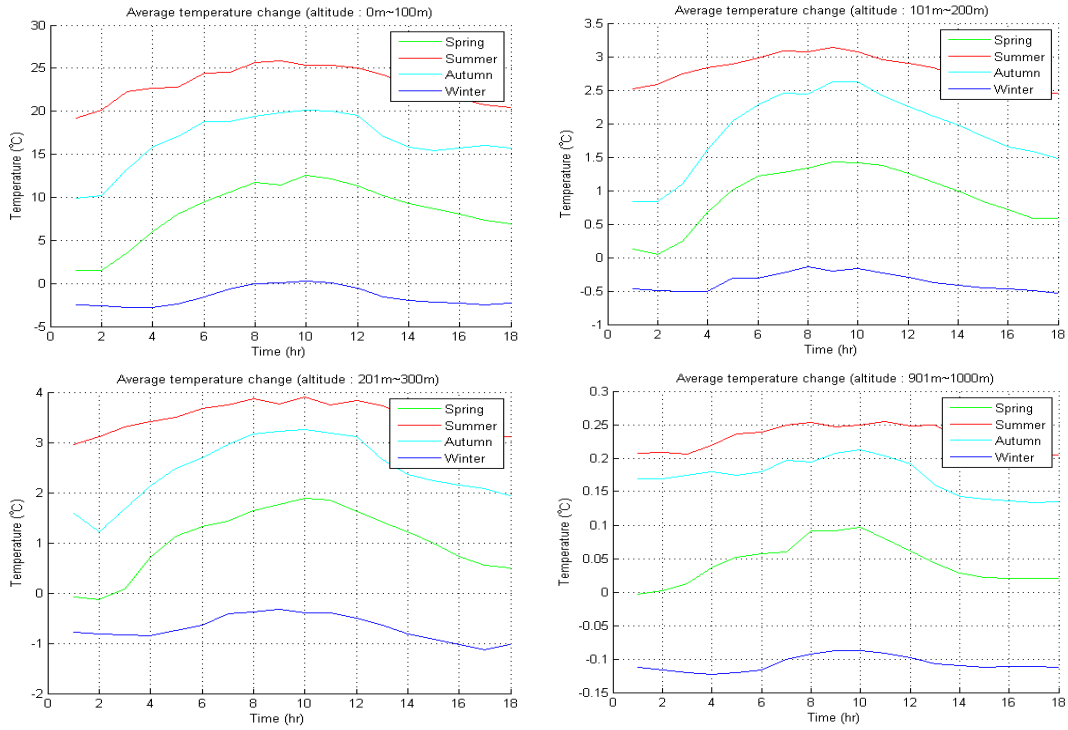 Average temperature change (altitude : 0m~100m)
30
25
20
15
10
5
0
-5
Temperature (°C)
Spring
Summer
Autumn
Winter
0 2 4 6 8 10 12 14 16 18
Time (hr)
Average temperature change (altitude : 101m~200m)
3.5
3
2.5
2
1.5
1
0.5
0
-0.5
-1
Temperature (°C)
Spring
Summer
Autumn
Winter
0 2 4 6 8 10 12 14 16 18
Time (hr)
Average temperature change (altitude : 201m~300m)
4
3
2
1
0
-1
-2
Temperature (°C)
Spring
Summer
Autumn
Winter
0 2 4 6 8 10 12 14 16 18
Time (hr)
Average temperature change (altitude : 901m~1000m)
0.3
0.25
0.2
0.15
0.1
0.05
0
-0.05
-0.1
-0.15
Temperature (°C)
Spring
Summer
Autumn
Winter
0 2 4 6 8 10 12 14 16 18
Time (hr)